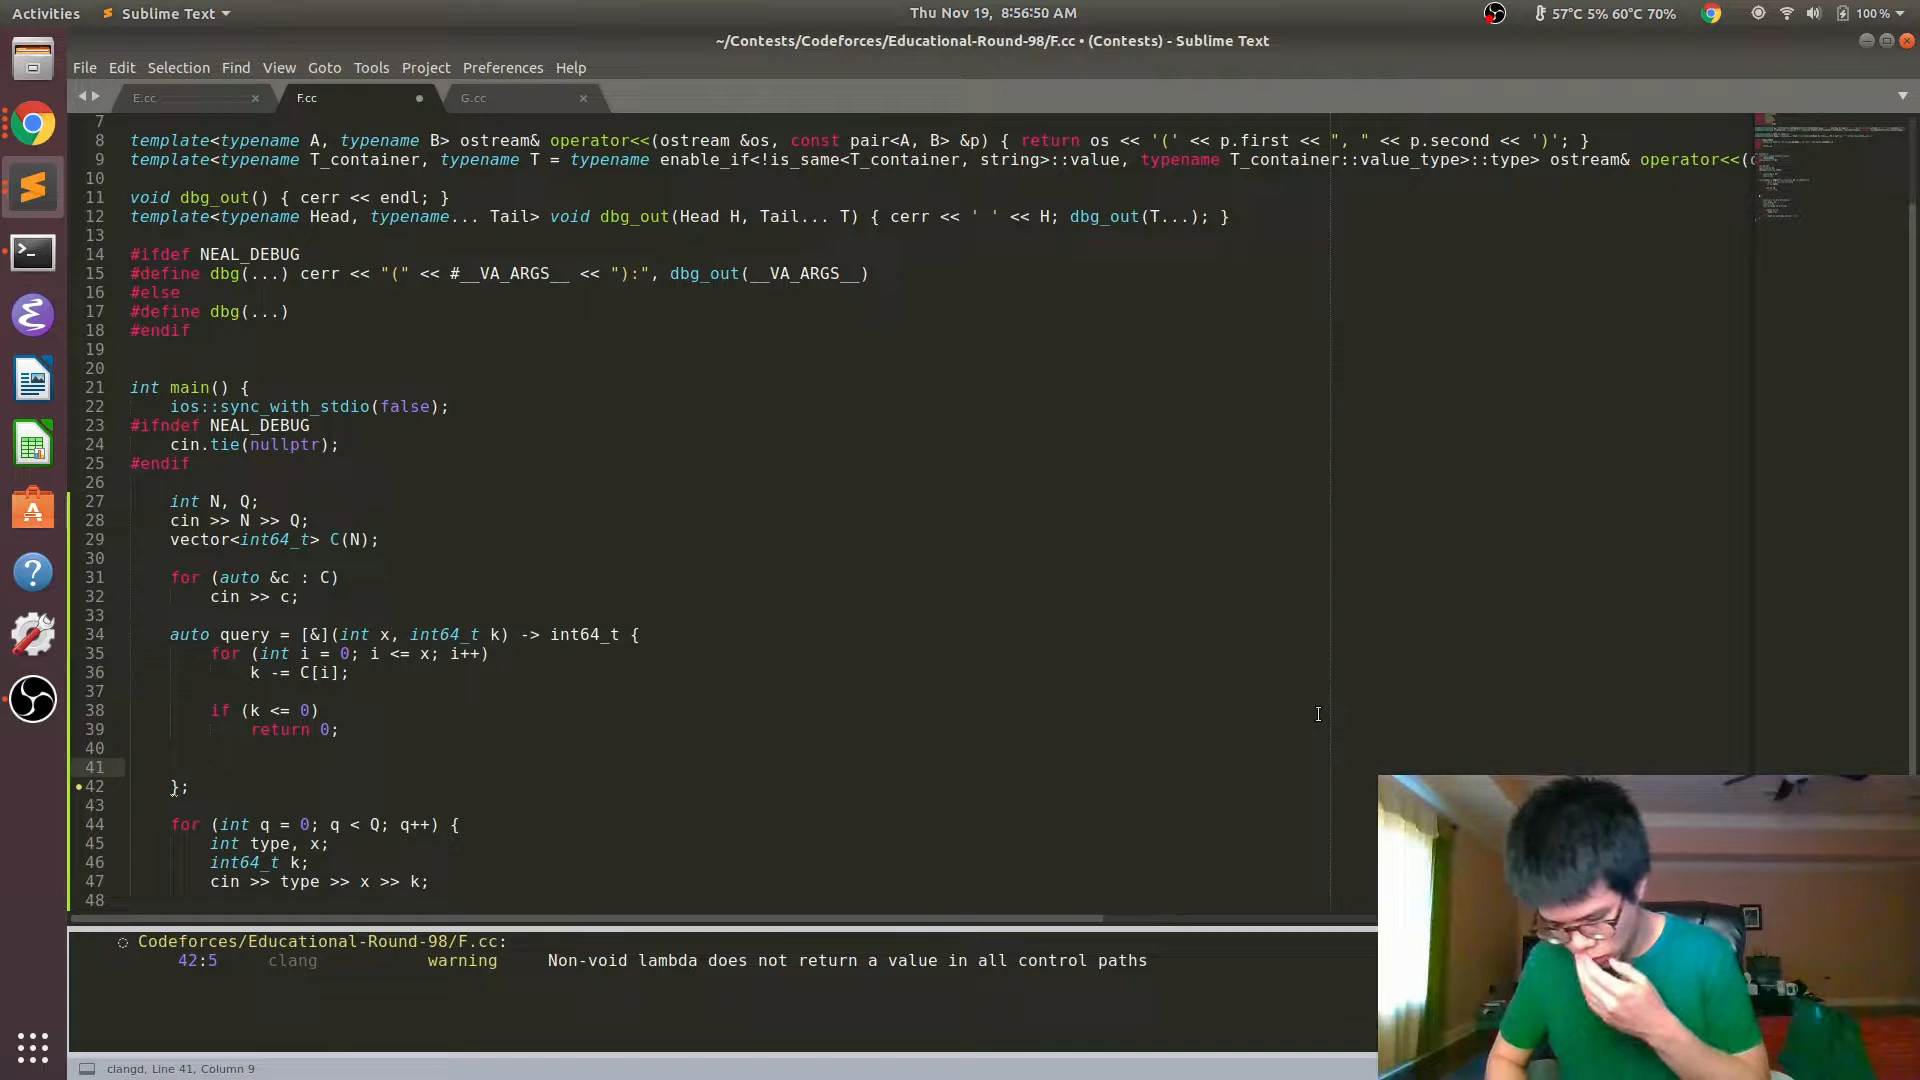 Activities
Sublime Text
Thu Nov 19, 8:56:50 AM
57°C 5% 60°C 70%
100 %
~/Contests/Codeforces/Educational-Round-98/F.cc • (Contests) - Sublime Text
File Edit Selection Find View Goto Tools Project Preferences Help
E.cc
F.cc
G.cc
7
8 template<typename A, typename B> ostream& operator<<(ostream &os, const pair<A, B> &p) { return os << '(' << p.first << ", " << p.second << ')'; }
9 template<typename T_container, typename T = typename enable_if<!is_same<T_container, string>::value, typename T_container::value_type>::type> ostream& operator<<(
10
11 void dbg_out() { cerr << endl; }
12 template<typename Head, typename... Tail> void dbg_out(Head H, Tail... T) { cerr << ' ' << H; dbg_out(T...); }
13
14 #ifdef NEAL_DEBUG
15 #define dbg(...) cerr << "(" << #__VA_ARGS__ << "):", dbg_out(__VA_ARGS__)
16 #else
17 #define dbg(...)
18 #endif
19
20
21 int main() {
22 ios::sync_with_stdio(false);
23 #ifndef NEAL_DEBUG
24 cin.tie(nullptr);
25 #endif
26
27 int N, Q;
28 cin >> N >> Q;
29 vector<int64_t> C(N);
30
31 for (auto &c : C)
32 cin >> c;
33
34 auto query = [&](int x, int64_t k) -> int64_t {
35 for (int i = 0; i <= x; i++)
36 k -= C[i];
37
38 if (k <= 0)
39 return 0;
40
41
42 };
43
44 for (int q = 0; q < Q; q++) {
45 int type, x;
46 int64_t k;
47 cin >> type >> x >> k;
48
Codeforces/Educational-Round-98/F.cc:
42:5 clang warning Non-void lambda does not return a value in all control paths
clangd, Line 41, Column 9